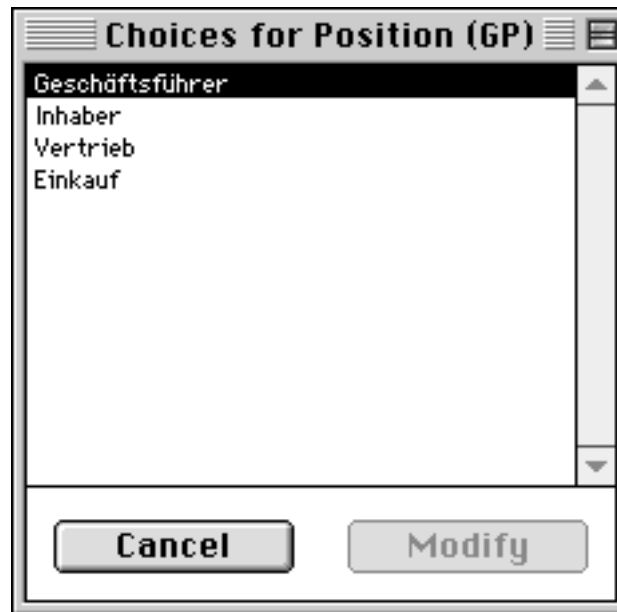 Choices for Position (GP)
Geschäftsführer
Inhaber
Vertrieb
Einkauf
Cancel
Modify